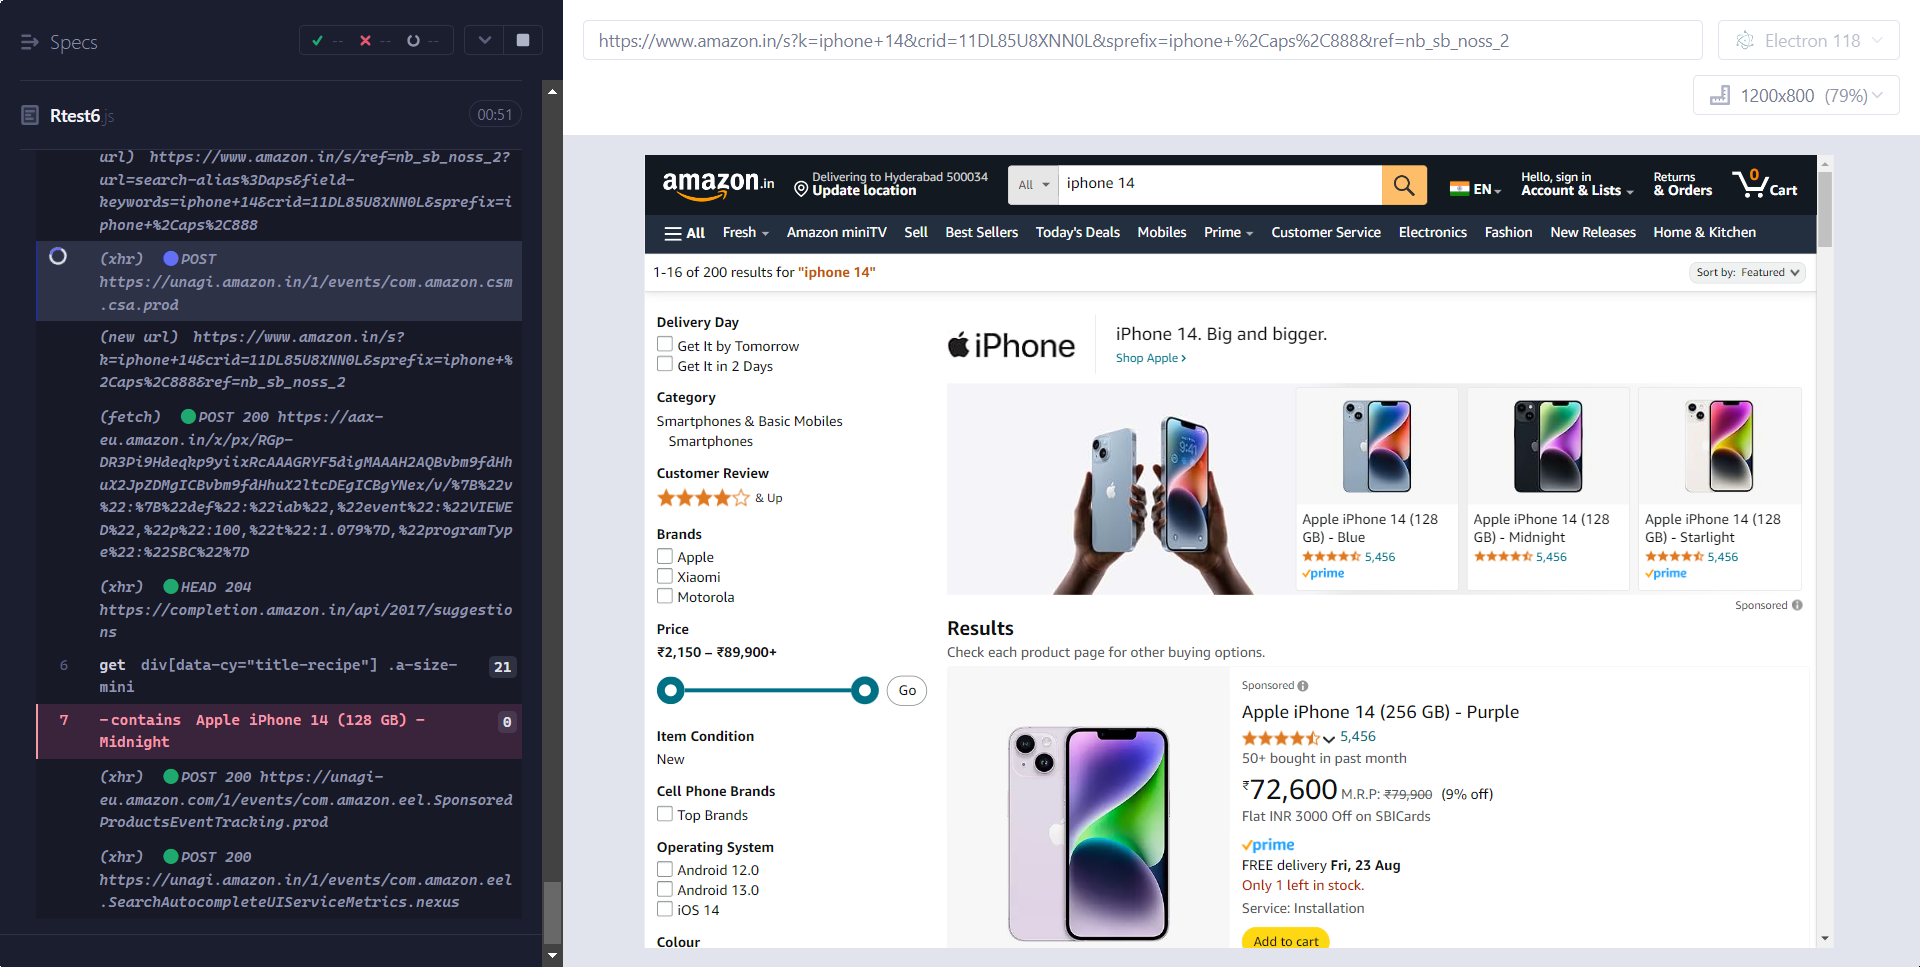 Specs
--
--
--
Rtest6.js
00:51
url) https://www.amazon.in/s/ref=nb_sb_noss_2?
url=search-alias%3Daps&field-
keywords=iphone+14&crid=11DL85U8XNN0L&sprefix=i
phone+%2Caps%2C888
(xhr) POST
https://unagi.amazon.in/1/events/com.amazon.csm
.csa.prod
(new url) https://www.amazon.in/s?
k=iphone+14&crid=11DL85U8XNN0L&sprefix=iphone+%
2Caps%2C888&ref=nb_sb_noss_2
(fetch) POST 200 https://aax-
eu.amazon.in/x/px/RGp-
DR3Pi9Hdeqkp9yiixRcAAAGRYF5digMAAAH2AQBvbm9fdHh
uX2JpZDMgICBvbm9fdHhuX2ltcDEgICBgYNex/v/%7B%22v
%22:%7B%22def%22:%22iab%22,%22event%22:%22VIEWE
D%22,%22p%22:100,%22t%22:1.079%7D,%22programTyp
e%22:%22SBC%22%7D
(xhr) HEAD 204
https://completion.amazon.in/api/2017/suggestio
ns
6 get div[data-cy="title-recipe"] .a-size-
mini 21
7 -contains Apple iPhone 14 (128 GB) -
Midnight 0
(xhr) POST 200 https://unagi-
eu.amazon.com/1/events/com.amazon.eel.Sponsored
ProductsEventTracking.prod
(xhr) POST 200
https://unagi.amazon.in/1/events/com.amazon.eel
.SearchAutocompleteUIServiceMetrics.nexus
https://www.amazon.in/s?k=iphone+14&crid=11DL85U8XNN0L&sprefix=iphone+%2Caps%2C888&ref=nb_sb_noss_2
Electron 118
1200x800 (79%)
amazon.in
Delivering to Hyderabad 500034
Update location
All
iphone 14
EN
Hello, sign in
Account & Lists
Returns
& Orders
0
Cart
All Fresh Amazon miniTV Sell Best Sellers Today's Deals Mobiles Prime Customer Service Electronics Fashion New Releases Home & Kitchen
1-16 of 200 results for "iphone 14"
Sort by: Featured
Delivery Day
Get It by Tomorrow
Get It in 2 Days
Category
Smartphones & Basic Mobiles
Smartphones
Customer Review
& Up
Brands
Apple
Xiaomi
Motorola
Price
₹2,150 – ₹89,900+
Go
Item Condition
New
Cell Phone Brands
Top Brands
Operating System
Android 12.0
Android 13.0
iOS 14
Colour
iPhone
iPhone 14. Big and bigger.
Shop Apple ›
9:41
Apple iPhone 14 (128
GB) - Blue
5,456
prime
Apple iPhone 14 (128
GB) - Midnight
5,456
Apple iPhone 14 (128
GB) - Starlight
5,456
prime
Sponsored
Results
Check each product page for other buying options.
Sponsored
Apple iPhone 14 (256 GB) - Purple
5,456
50+ bought in past month
₹72,600 M.R.P: ₹79,900 (9% off)
Flat INR 3000 Off on SBICards
prime
FREE delivery Fri, 23 Aug
Only 1 left in stock.
Service: Installation
Add to cart